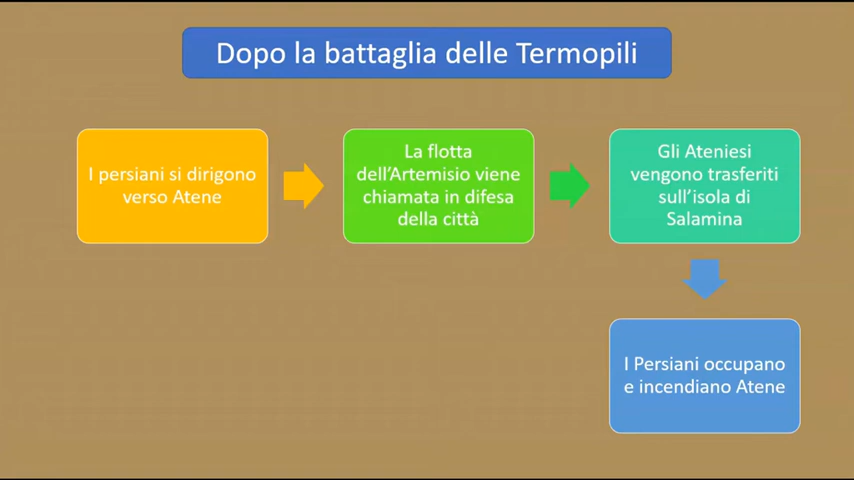 Dopo la battaglia delle Termopili
I persiani si dirigono
verso Atene
La flotta
dell’Artemisio viene
chiamata in difesa
della città
Gli Ateniesi
vengono trasferiti
sull’isola di
Salamina
I Persiani occupano
e incendiano Atene